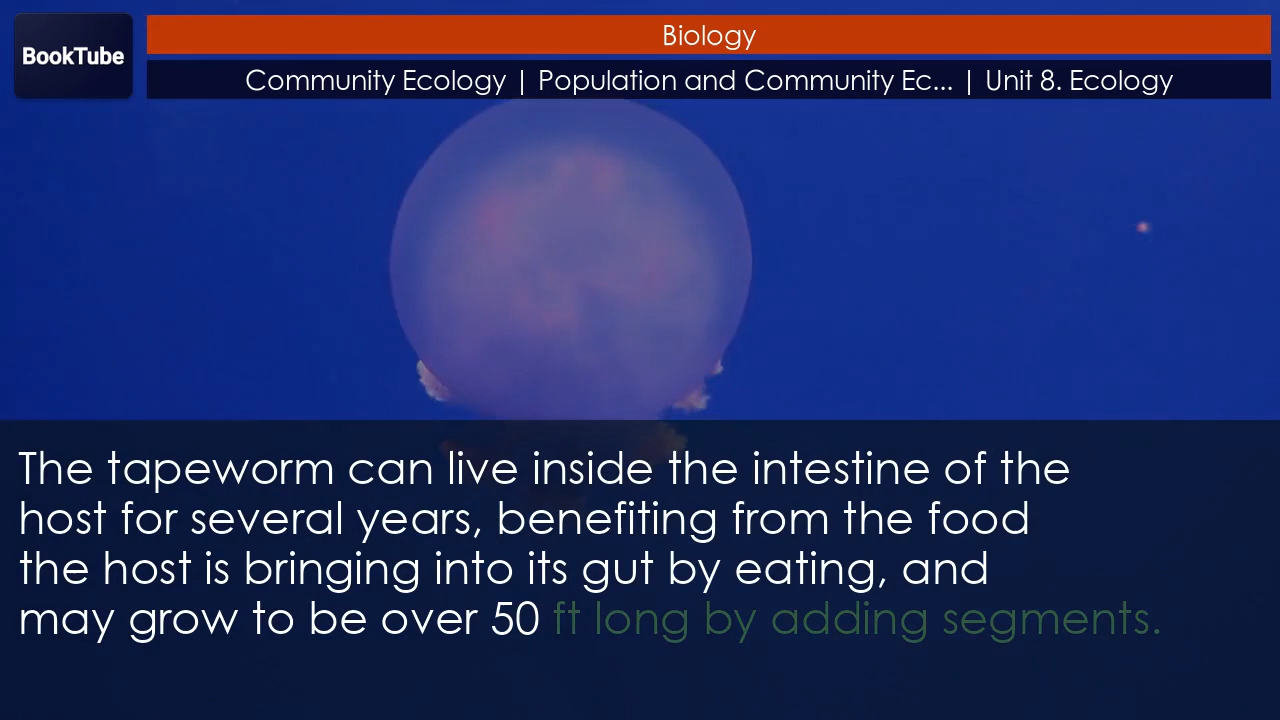 BookTube
Biology
Community Ecology | Population and Community Ec... | Unit 8. Ecology
The tapeworm can live inside the intestine of the
host for several years, benefiting from the food
the host is bringing into its gut by eating, and
may grow to be over 50 ft long by adding segments.